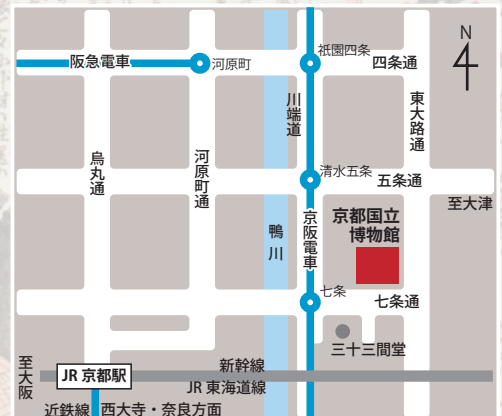 N
阪急電車
河原町
祇園四条
四条通
川端道
東大路通
烏丸通
河原町通
清水五条
五条通
至大津
鴨川
京阪電車
京都国立
博物館
七条
七条通
三十三間堂
至大阪
JR 京都駅
新幹線
JR 東海道線
近鉄線
西大寺・奈良方面